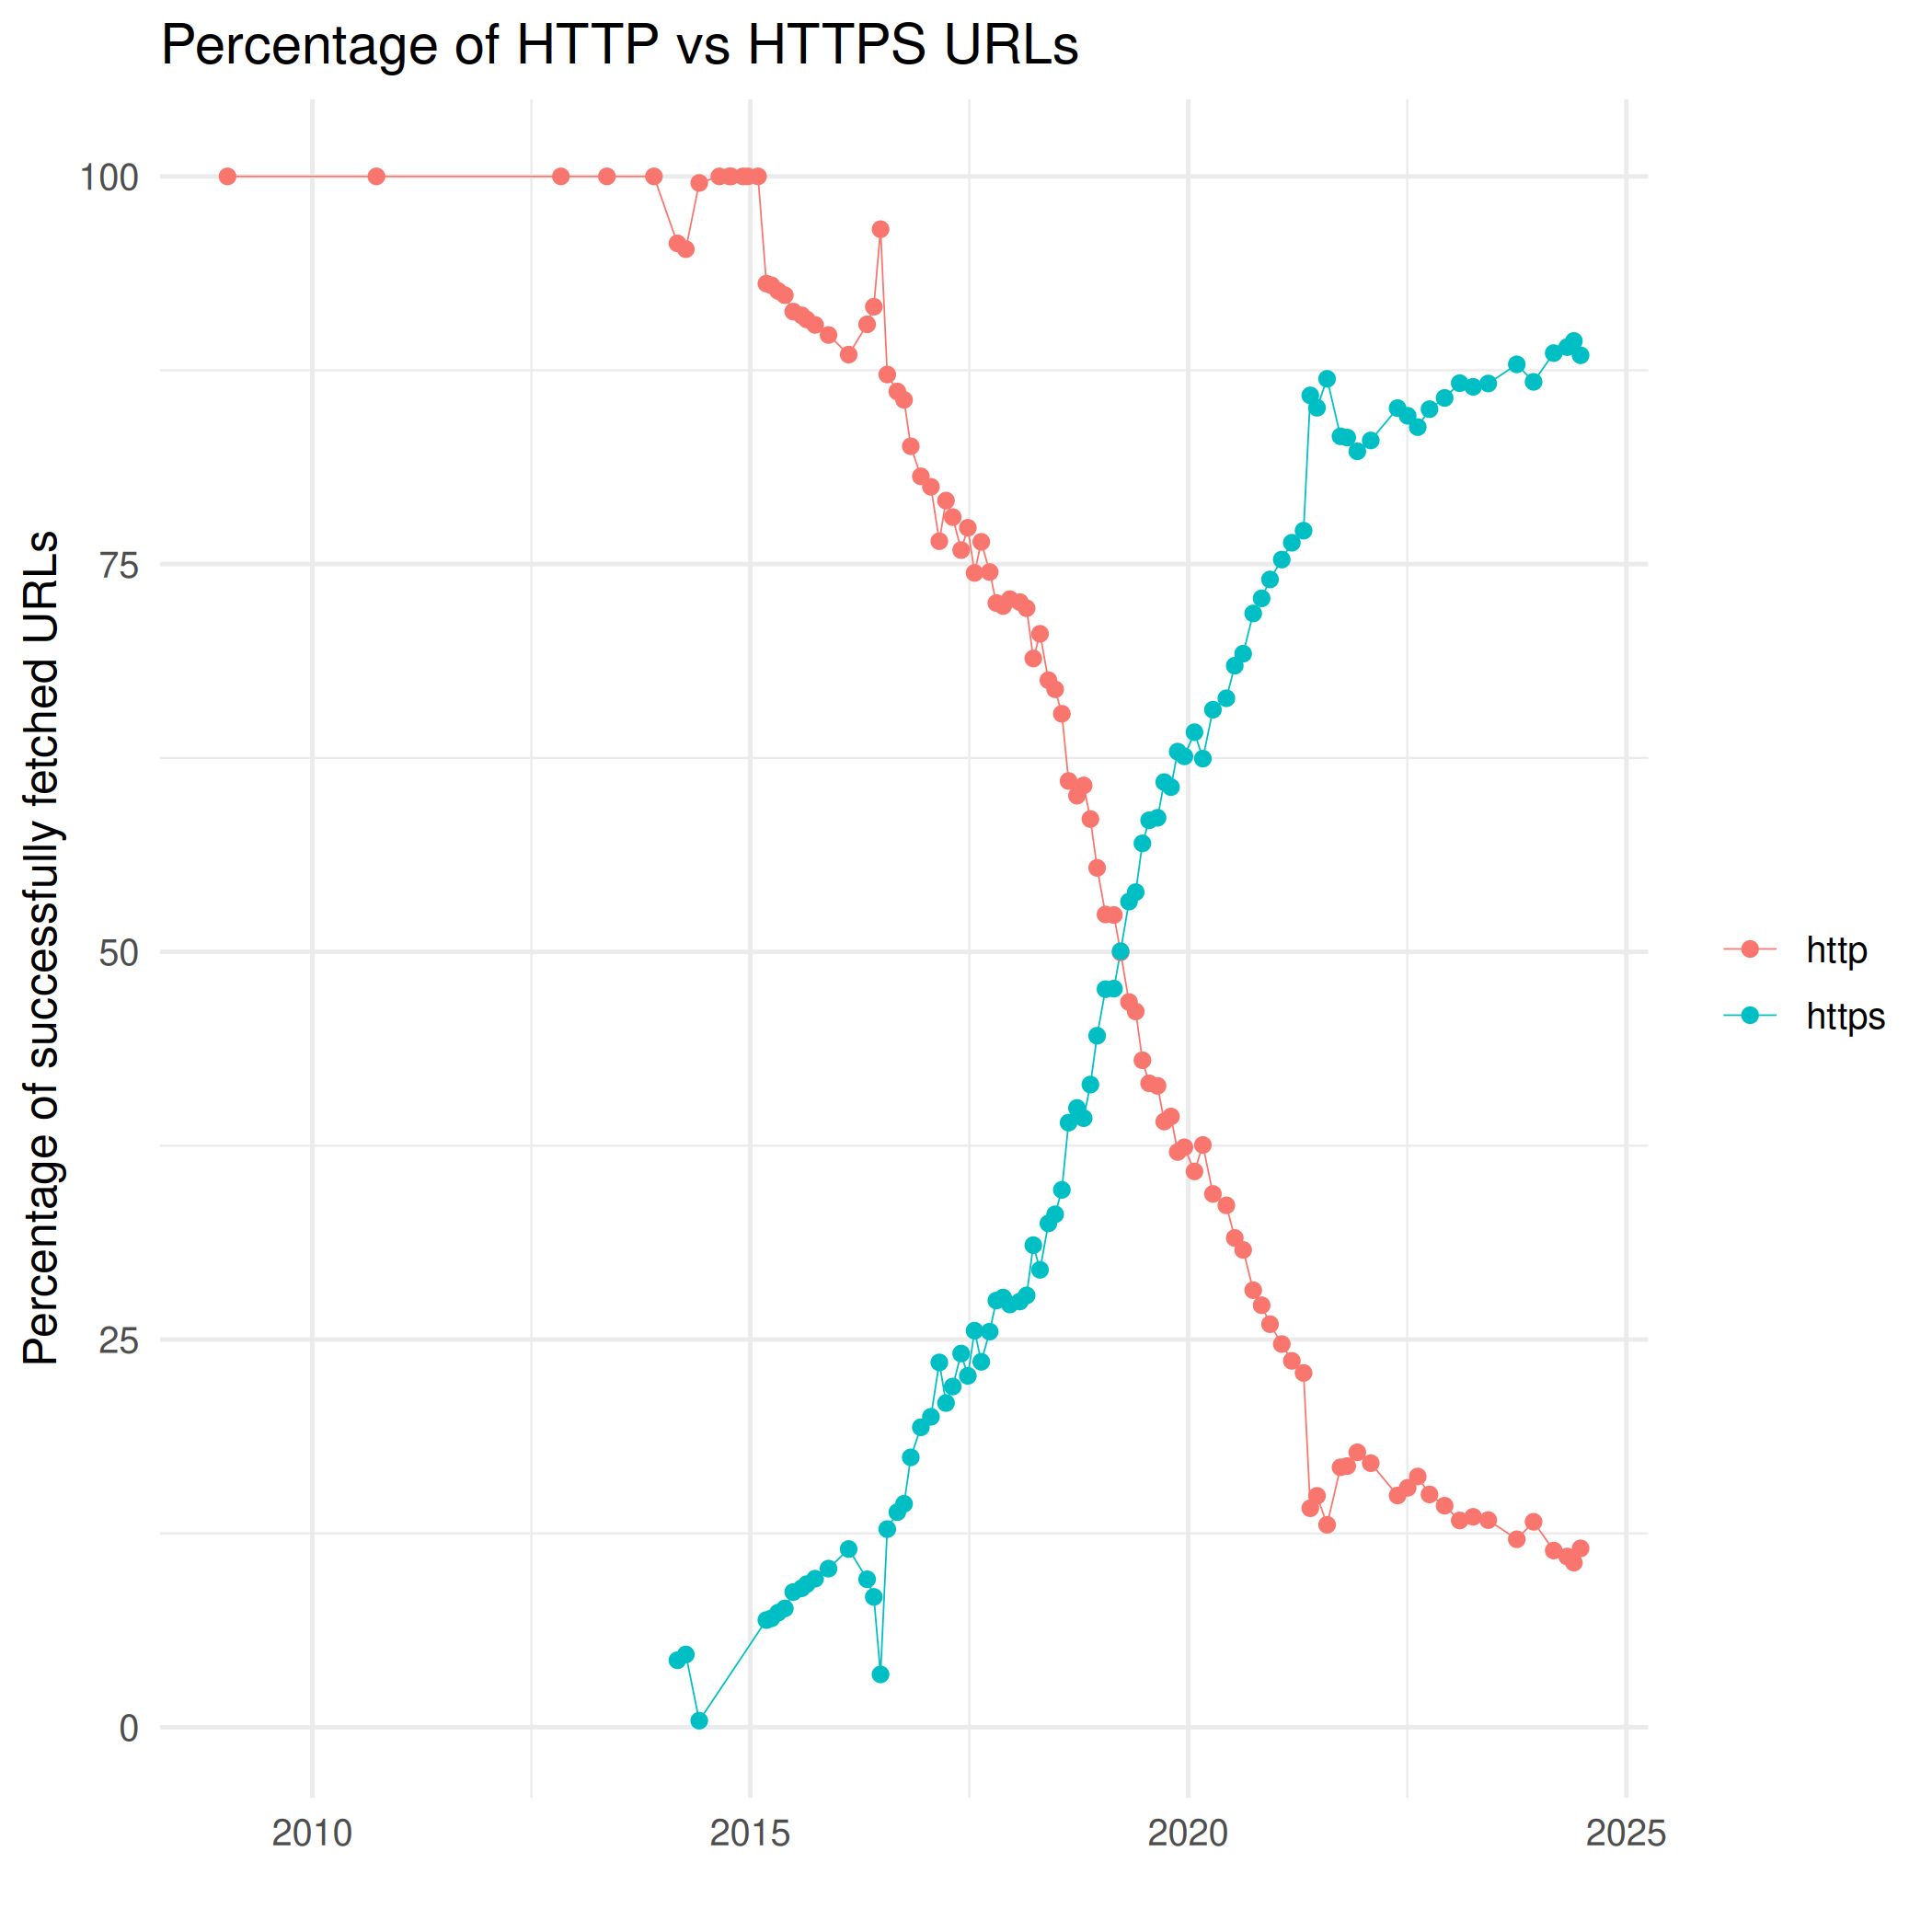 Percentage of HTTP vs HTTPS URLs
Percentage of successfully fetched URLs
100
75
50
25
0
2010
2015
2020
2025
http
https